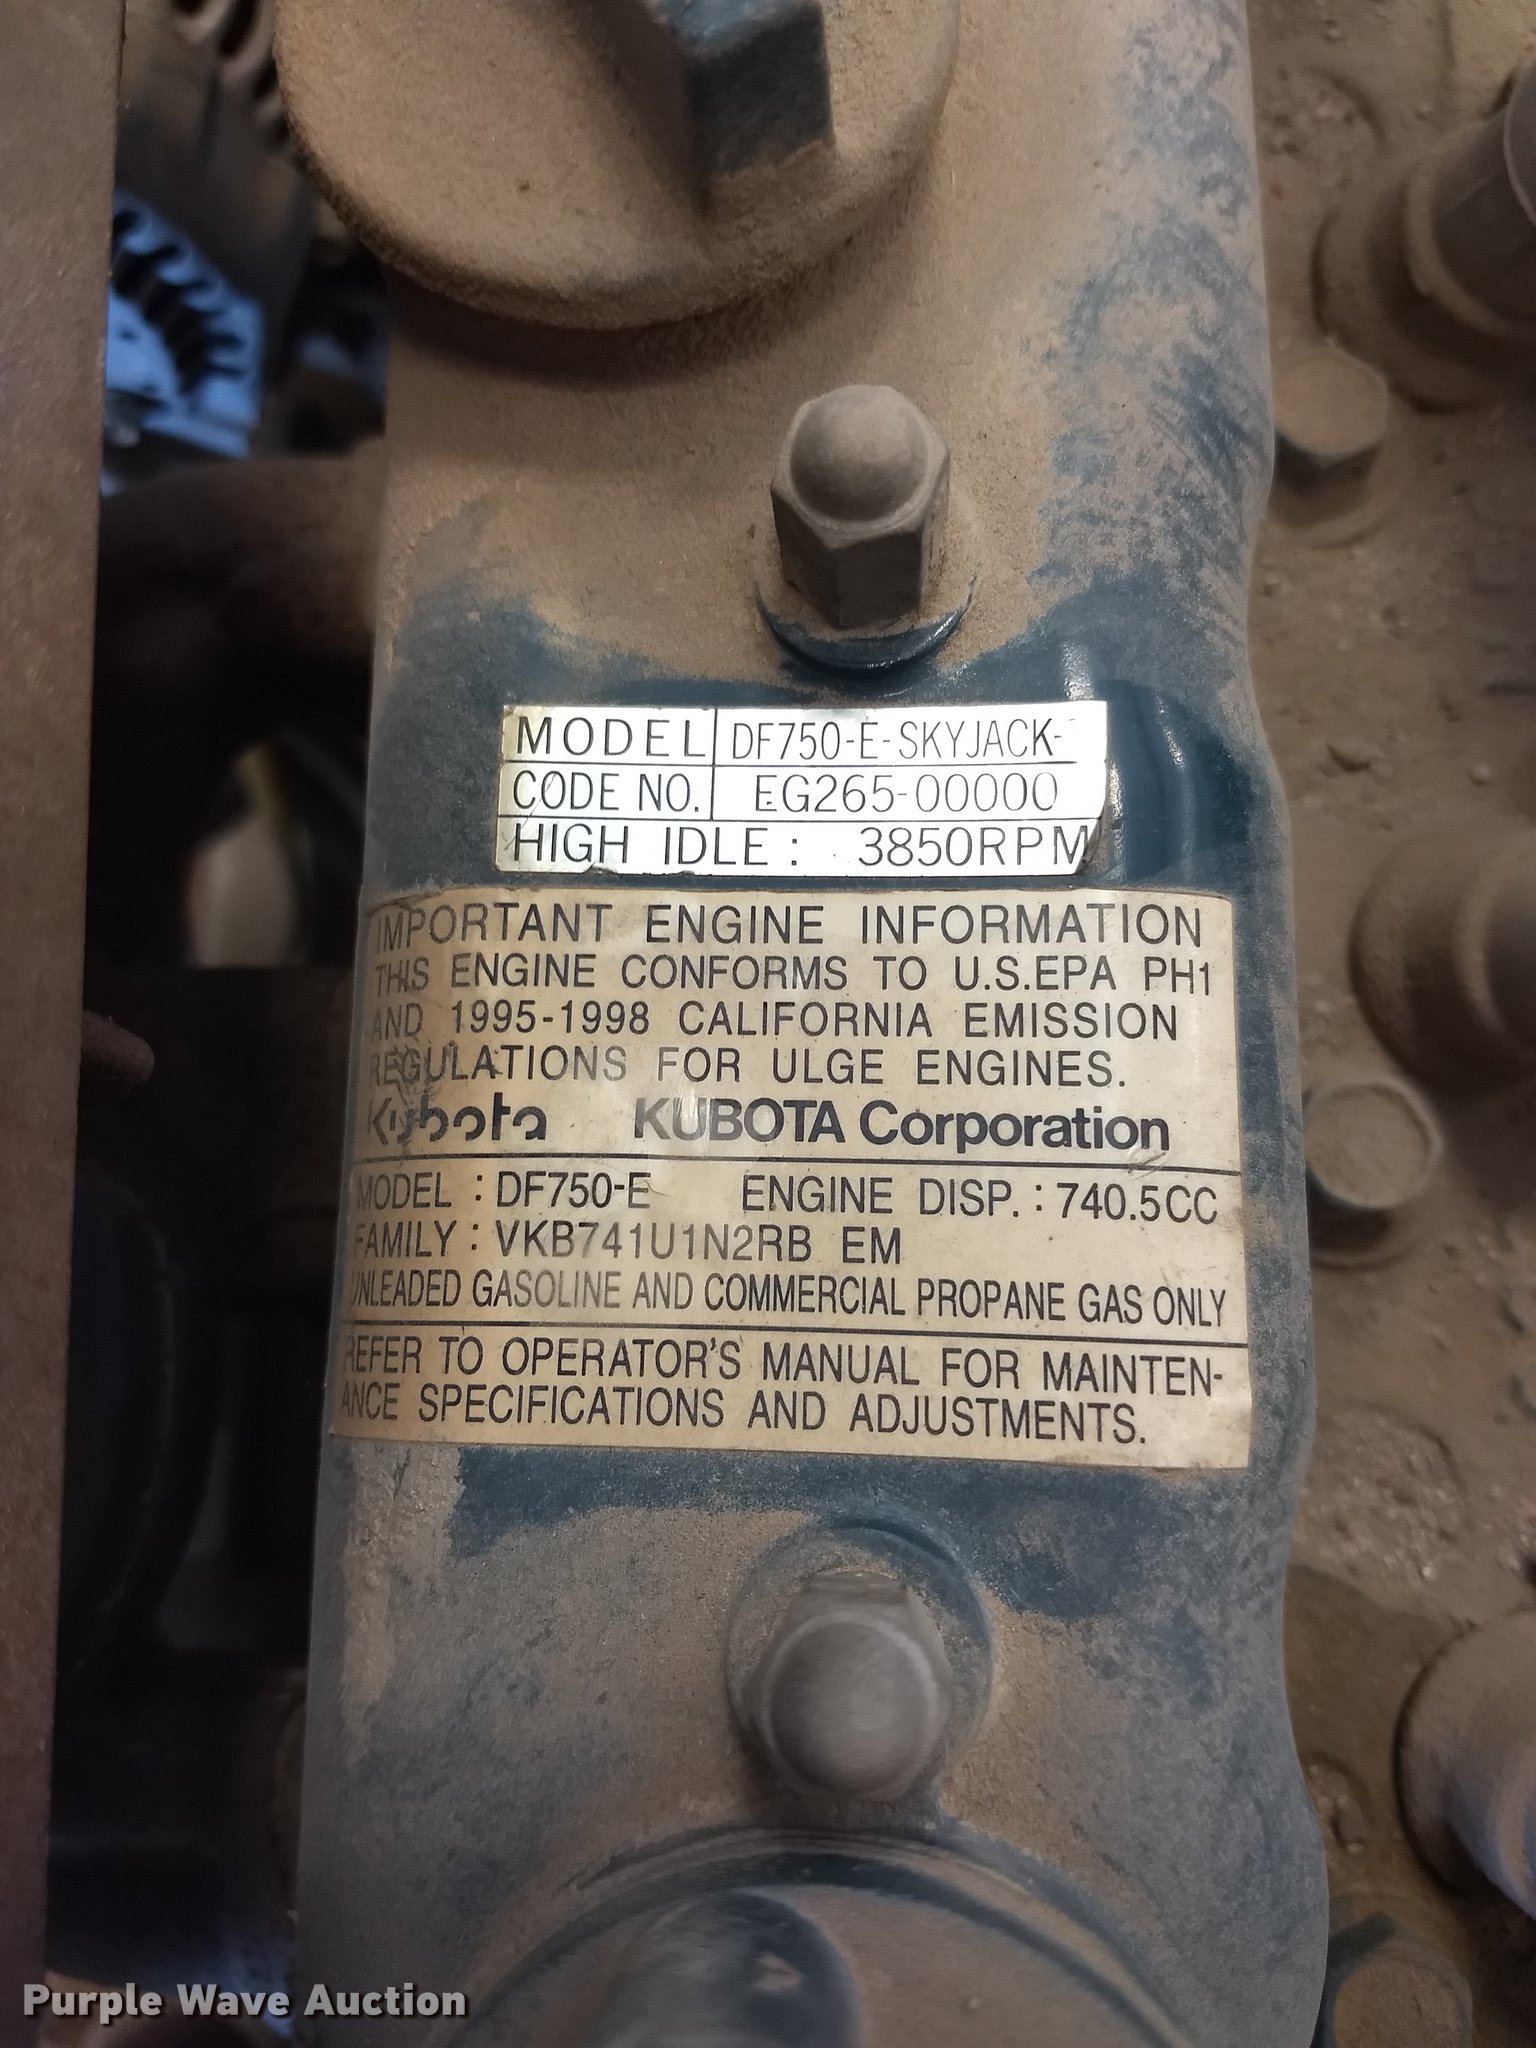 MODEL DF750-E-SKYJACK-
CODE NO. EG265-00000
HIGH IDLE: 3850RPM
IMPORTANT ENGINE INFORMATION
THIS ENGINE CONFORMS TO U.S.EPA PH1
AND 1995-1998 CALIFORNIA EMISSION
REGULATIONS FOR ULGE ENGINES.
Kubota KUBOTA Corporation
MODEL : DF750-E ENGINE DISP. : 740.5CC
FAMILY : VKB741U1N2RB EM
UNLEADED GASOLINE AND COMMERCIAL PROPANE GAS ONLY
REFER TO OPERATOR'S MANUAL FOR MAINTEN-
ANCE SPECIFICATIONS AND ADJUSTMENTS.
Purple Wave Auction